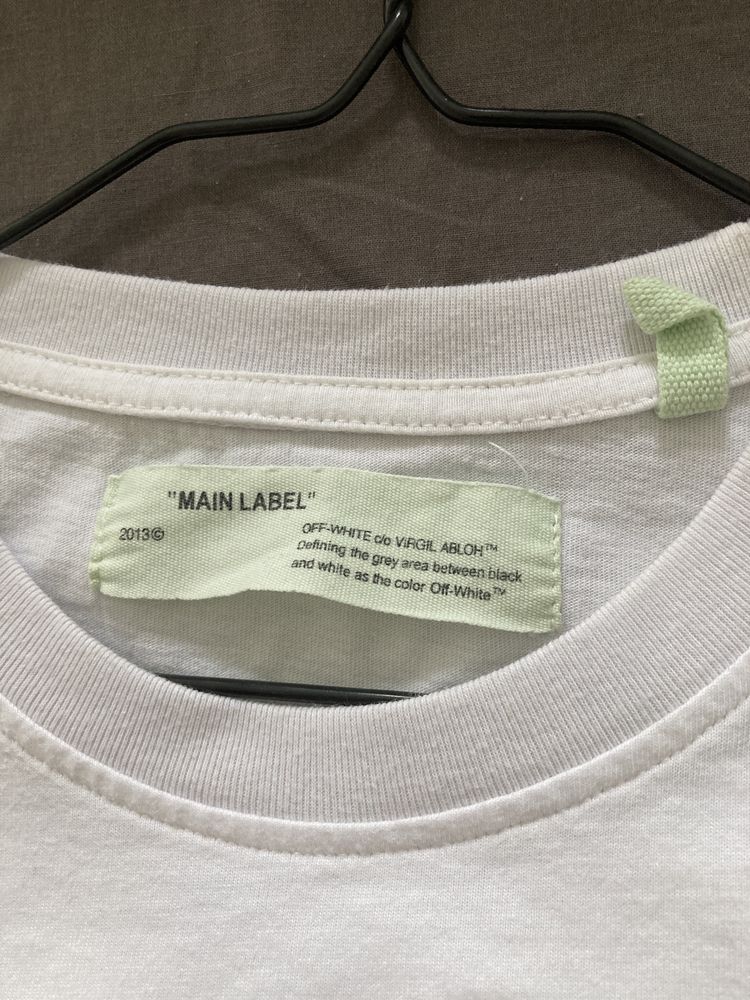 "MAIN LABEL"
2013©
OFF-WHITE c/o VIRGIL ABLOH™
Defining the grey area between black
and white as the color Off-White™